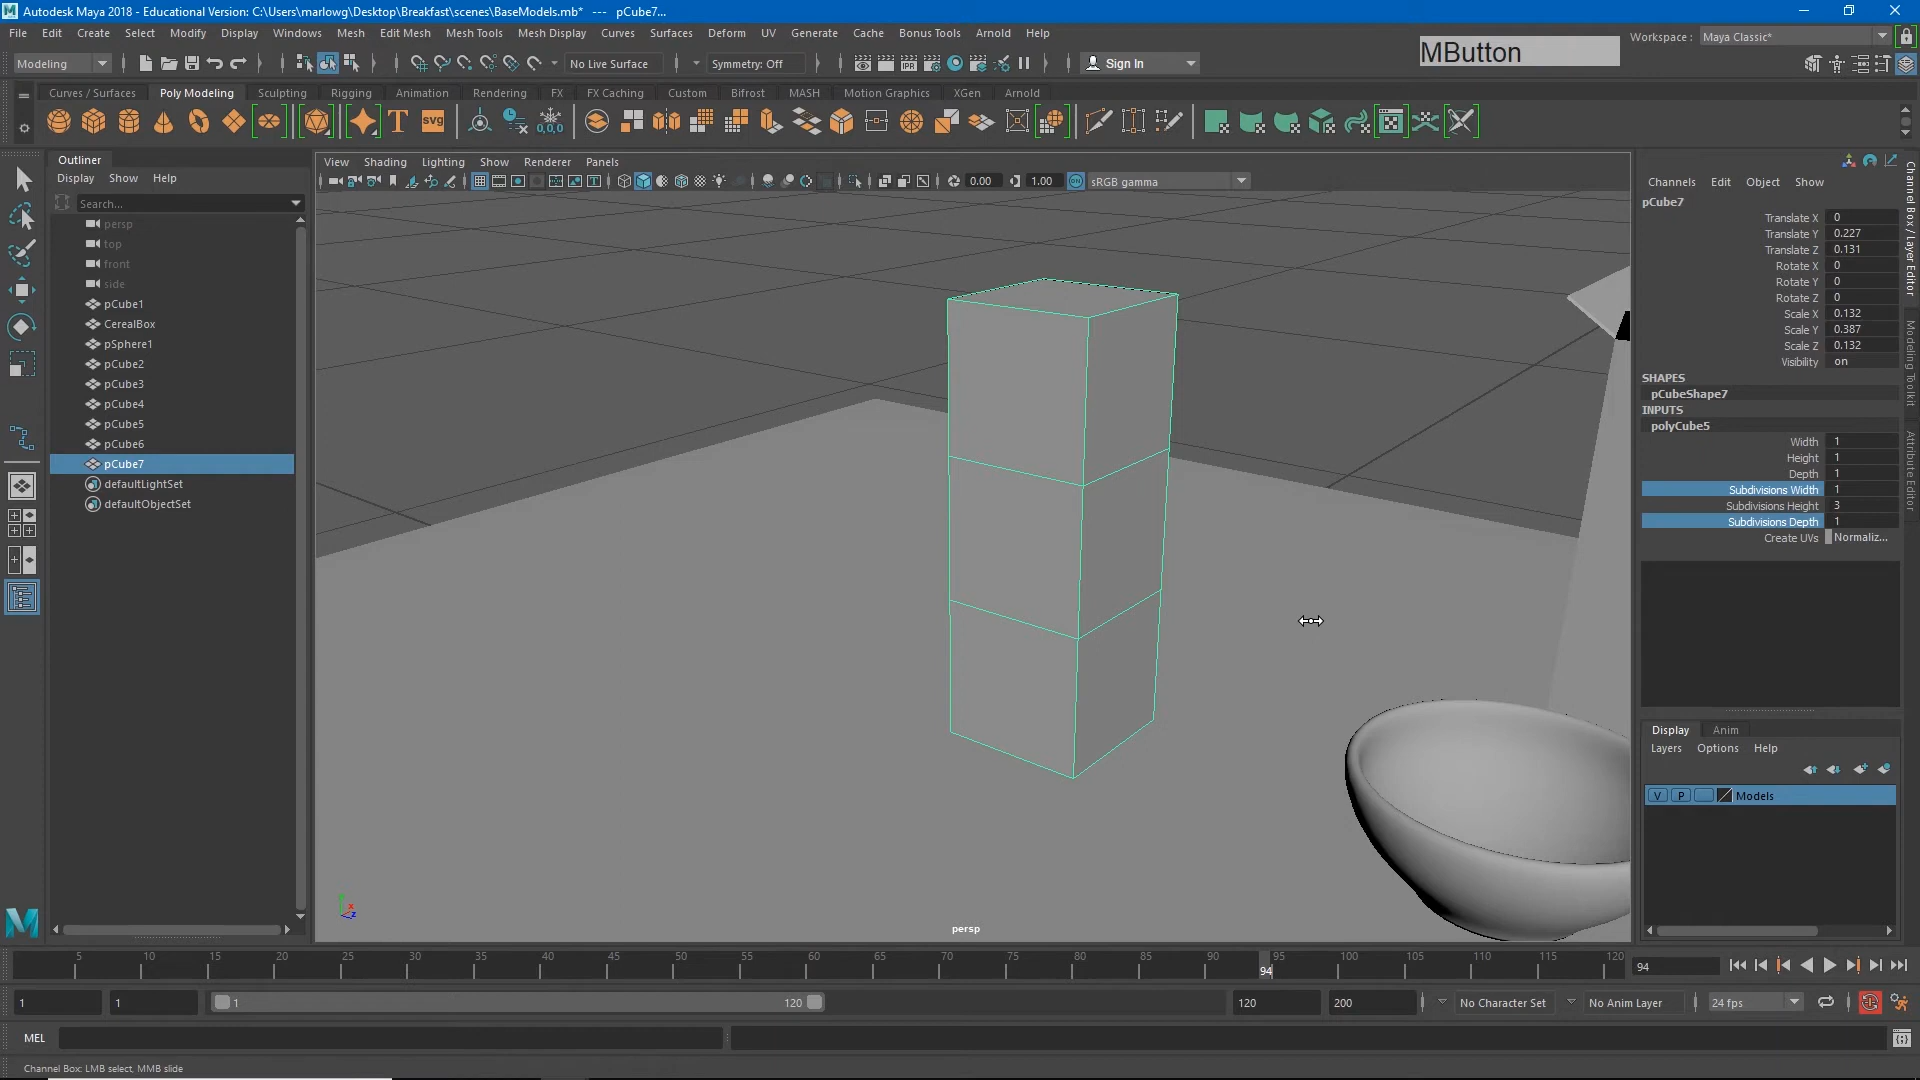 Autodesk Maya 2018 - Educational Version: C:\Users\marlowg\Desktop\Breakfast\scenes\BaseModels.mb*   ---   pCube7...
File Edit Create Select Modify Display Windows Mesh Edit Mesh Mesh Tools Mesh Display Curves Surfaces Deform UV Generate Cache Bonus Tools Arnold Help
MButton
Workspace : Maya Classic*
Modeling No Live Surface Symmetry: Off Sign In
Curves / Surfaces Poly Modeling Sculpting Rigging Animation Rendering FX FX Caching Custom Bifrost MASH Motion Graphics XGen Arnold
Outliner
Display Show Help
Search...
persp
top
front
side
pCube1
CerealBox
pSphere1
pCube2
pCube3
pCube4
pCube5
pCube6
pCube7
defaultLightSet
defaultObjectSet
View Shading Lighting Show Renderer Panels
0.00 1.00 ON sRGB gamma
persp
Channels Edit Object Show
pCube7
Translate X 0
Translate Y 0.227
Translate Z 0.131
Rotate X 0
Rotate Y 0
Rotate Z 0
Scale X 0.132
Scale Y 0.387
Scale Z 0.132
Visibility on
SHAPES
pCubeShape7
INPUTS
polyCube5
Width 1
Height 1
Depth 1
Subdivisions Width 1
Subdivisions Height 3
Subdivisions Depth 1
Create UVs Normaliz...
Channel Box / Layer Editor
Modeling Toolkit
Attribute Editor
Display Anim
Layers Options Help
V P Models
5 10 15 20 25 30 35 40 45 50 55 60 65 70 75 80 85 90 95 100 105 110 115 120
94
94
1 1 1 120 120 200 No Character Set No Anim Layer 24 fps
MEL
Channel Box: LMB select, MMB slide